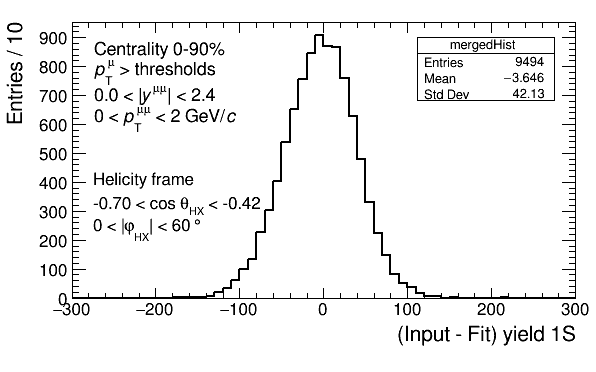 Entries / 10
900
800
700
600
500
400
300
200
100
0
Centrality 0-90%
p_T^μ > thresholds
0.0 < |y^μμ| < 2.4
0 < p_T^μμ < 2 GeV/c
Helicity frame
-0.70 < cos θ_HX < -0.42
0 < |φ_HX| < 60 °
mergedHist
Entries 9494
Mean −3.646
Std Dev 42.13
−300 −200 −100 0 100 200 300
(Input - Fit) yield 1S